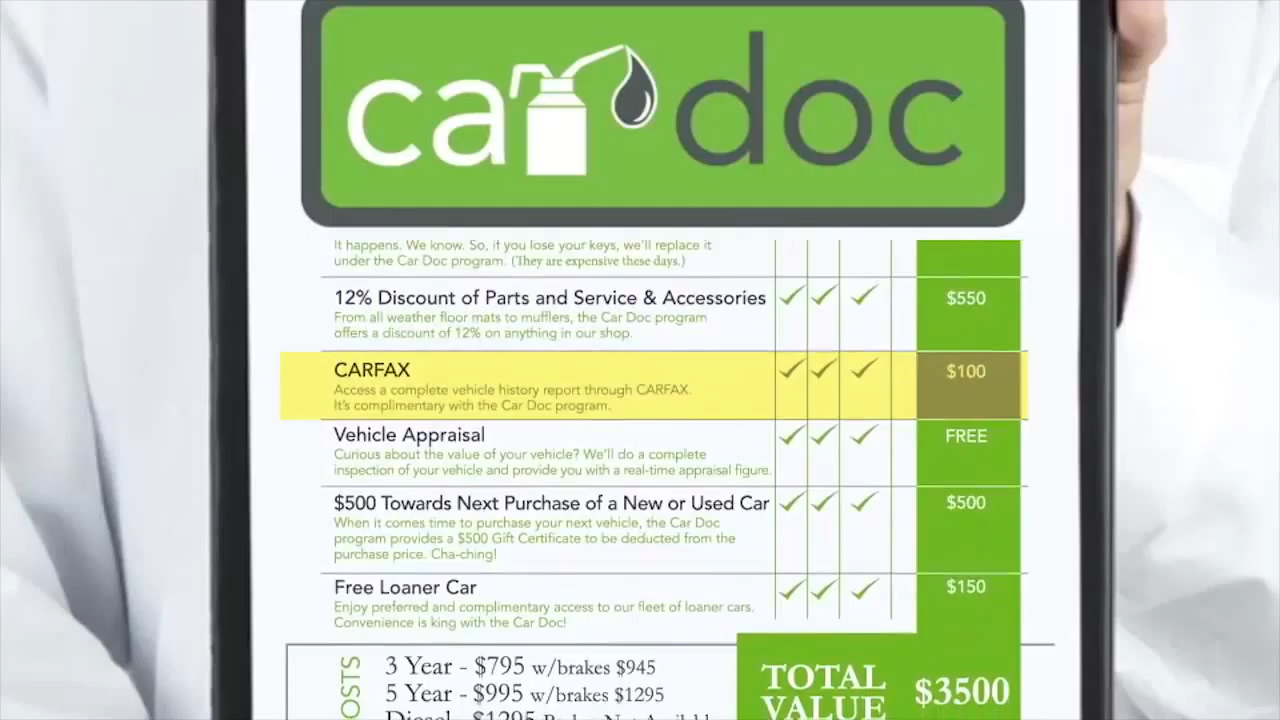 car doc
It happens. We know. So, if you lose your keys, we'll replace it
under the Car Doc program. (They are expensive these days.)
12% Discount of Parts and Service & Accessories
$550
From all weather floor mats to mufflers, the Car Doc program
offers a discount of 12% on anything in our shop.
CARFAX
$100
Access a complete vehicle history report through CARFAX.
It's complimentary with the Car Doc program.
Vehicle Appraisal
FREE
Curious about the value of your vehicle? We'll do a complete
inspection of your vehicle and provide you with a real-time appraisal figure.
$500 Towards Next Purchase of a New or Used Car
$500
When it comes time to purchase your next vehicle, the Car Doc
program provides a $500 Gift Certificate to be deducted from the
purchase price. Cha-ching!
Free Loaner Car
$150
Enjoy preferred and complimentary access to our fleet of loaner cars.
Convenience is king with the Car Doc!
OSTS
3 Year - $795 w/brakes $945
5 Year - $995 w/brakes $1295
Diesel - $1295
TOTAL
VALUE
$3500